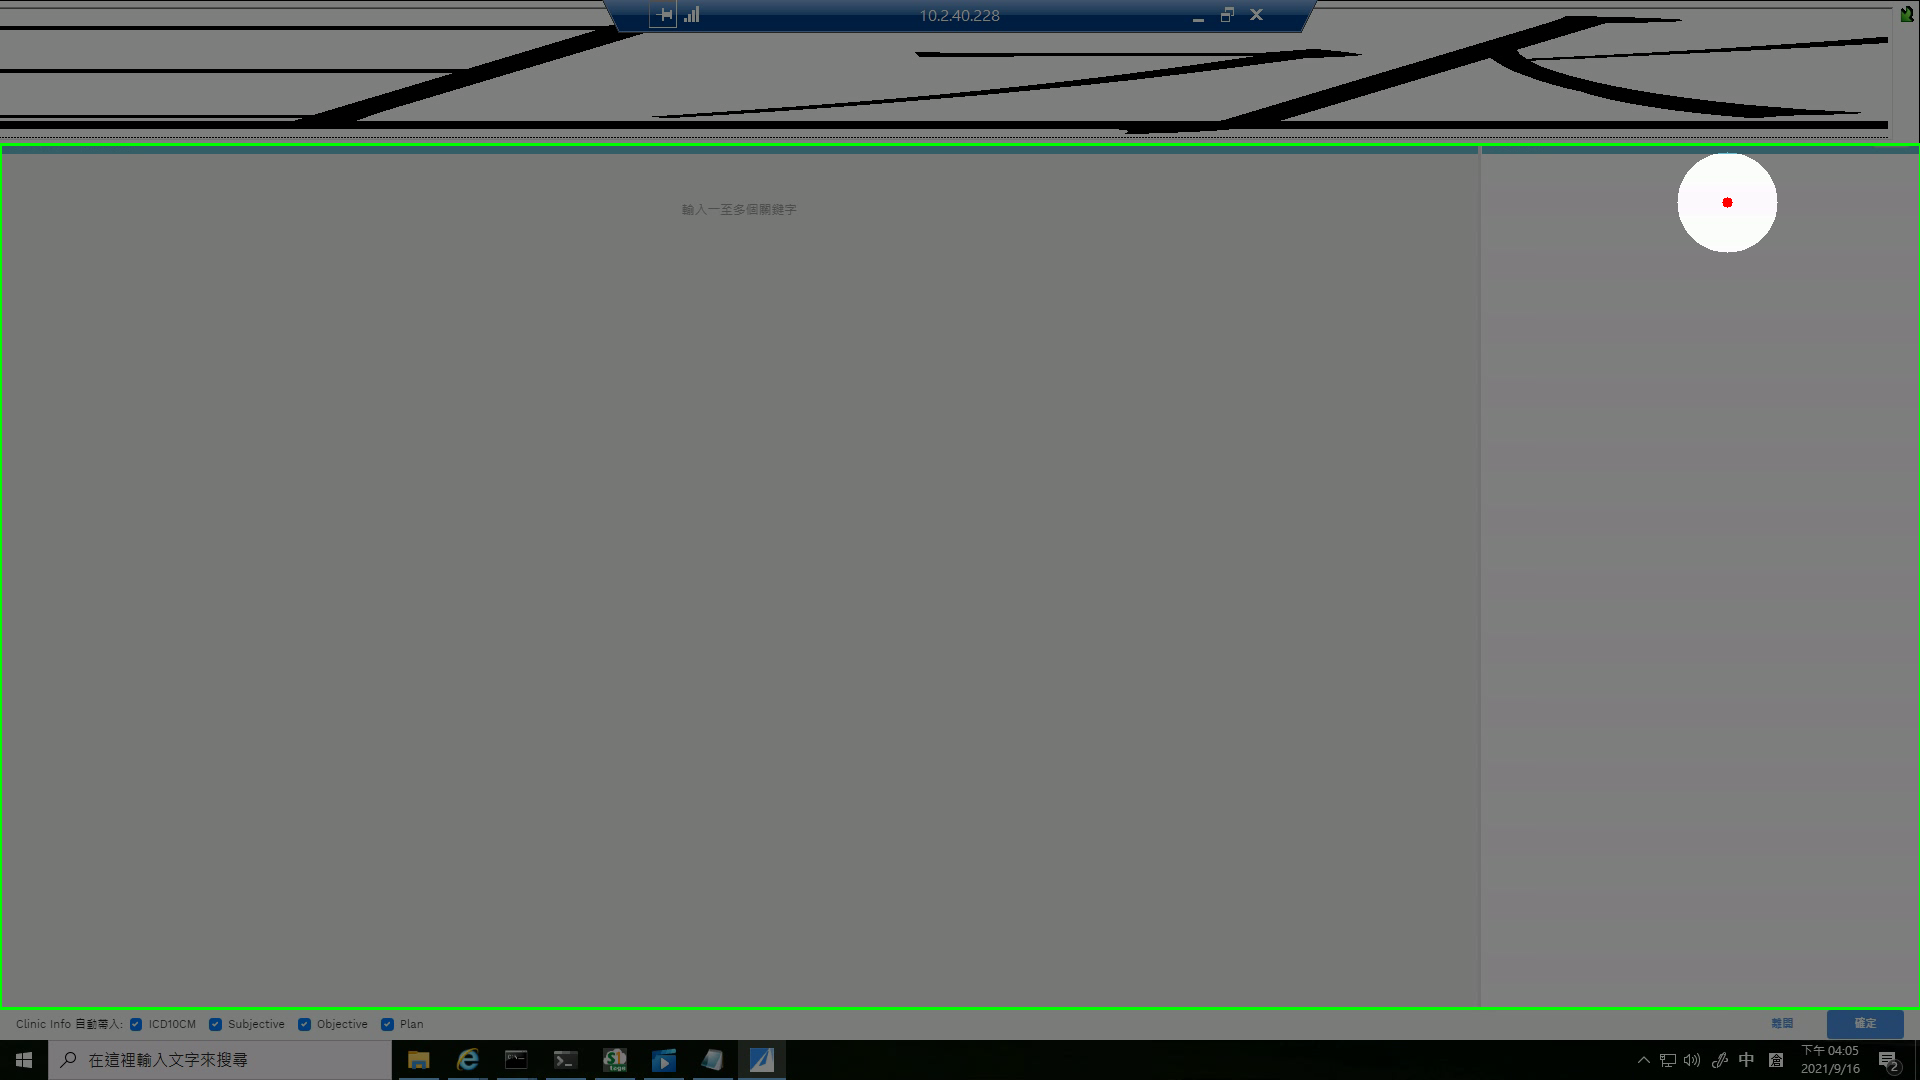 10.2.40.228
輸入一至多個關鍵字
Clinic Info 自動帶入: ICD10CM Subjective Objective Plan
離開 確定
在這裡輸入文字來搜尋
中 倉
下午 04:05
2021/9/16
2